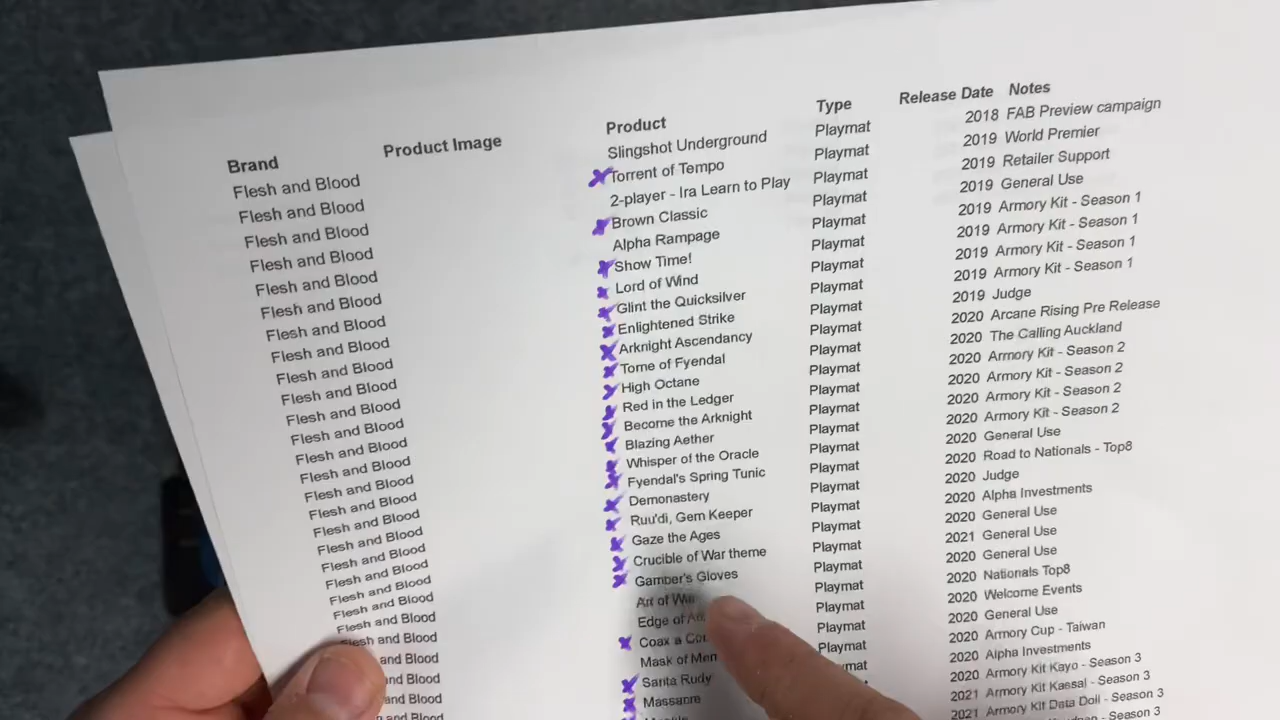 Brand Product Image Product Type Release Date Notes
Flesh and Blood Slingshot Underground Playmat 2018 FAB Preview campaign
Flesh and Blood Torrent of Tempo Playmat 2019 World Premier
Flesh and Blood 2-player - Ira Learn to Play Playmat 2019 Retailer Support
Flesh and Blood Brown Classic Playmat 2019 General Use
Flesh and Blood Alpha Rampage Playmat 2019 Armory Kit - Season 1
Flesh and Blood Show Time! Playmat 2019 Armory Kit - Season 1
Flesh and Blood Lord of Wind Playmat 2019 Armory Kit - Season 1
Flesh and Blood Glint the Quicksilver Playmat 2019 Armory Kit - Season 1
Flesh and Blood Enlightened Strike Playmat 2019 Judge
Flesh and Blood Arknight Ascendancy Playmat 2020 Arcane Rising Pre Release
Flesh and Blood Tome of Fyendal Playmat 2020 The Calling Auckland
Flesh and Blood High Octane Playmat 2020 Armory Kit - Season 2
Flesh and Blood Red in the Ledger Playmat 2020 Armory Kit - Season 2
Flesh and Blood Become the Arknight Playmat 2020 Armory Kit - Season 2
Flesh and Blood Blazing Aether Playmat 2020 Armory Kit - Season 2
Flesh and Blood Whisper of the Oracle Playmat 2020 General Use
Flesh and Blood Fyendal's Spring Tunic Playmat 2020 Road to Nationals - Top8
Flesh and Blood Demonastery Playmat 2020 Judge
Flesh and Blood Ruu'di, Gem Keeper Playmat 2020 Alpha Investments
Flesh and Blood Gaze the Ages Playmat 2020 General Use
Flesh and Blood Crucible of War theme Playmat 2021 General Use
Flesh and Blood Gamber's Gloves Playmat 2020 General Use
Flesh and Blood Art of Playmat 2020 Nationals Top8
Flesh and Blood Edge of Playmat 2020 Welcome Events
Flesh and Blood Coax a Playmat 2020 General Use
and Blood Mask of Playmat 2020 Armory Cup - Taiwan
and Blood Santa Rudy 2020 Alpha Investments
and Blood 2021 Armory Kit Kayo - Season 3
and Blood 2021 Armory Kit Kassai - Season 3
Armory Kit Data Doll - Season 3